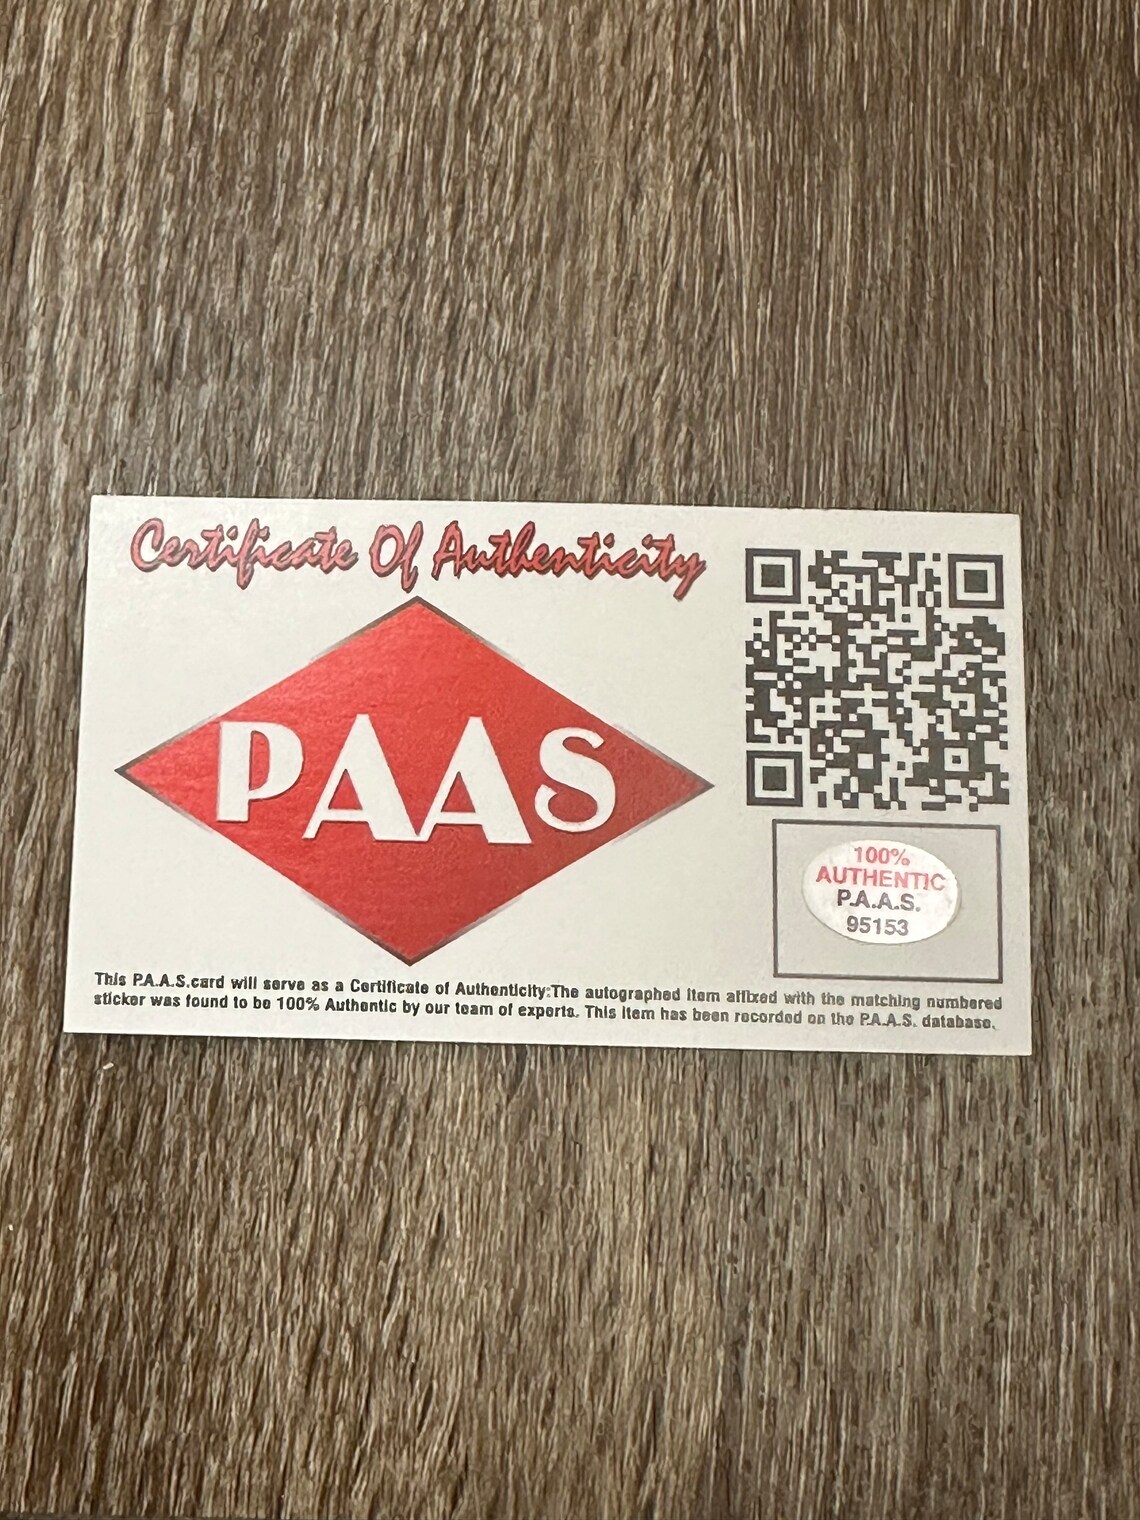 Certificate Of Authenticity
PAAS
100%
AUTHENTIC
P.A.A.S.
95153
This P.A.A.S.card will serve as a Certificate of Authenticity:The autographed item affixed with the matching numbered
sticker was found to be 100% Authentic by our team of experts. This item has been recorded on the P.A.A.S. database.